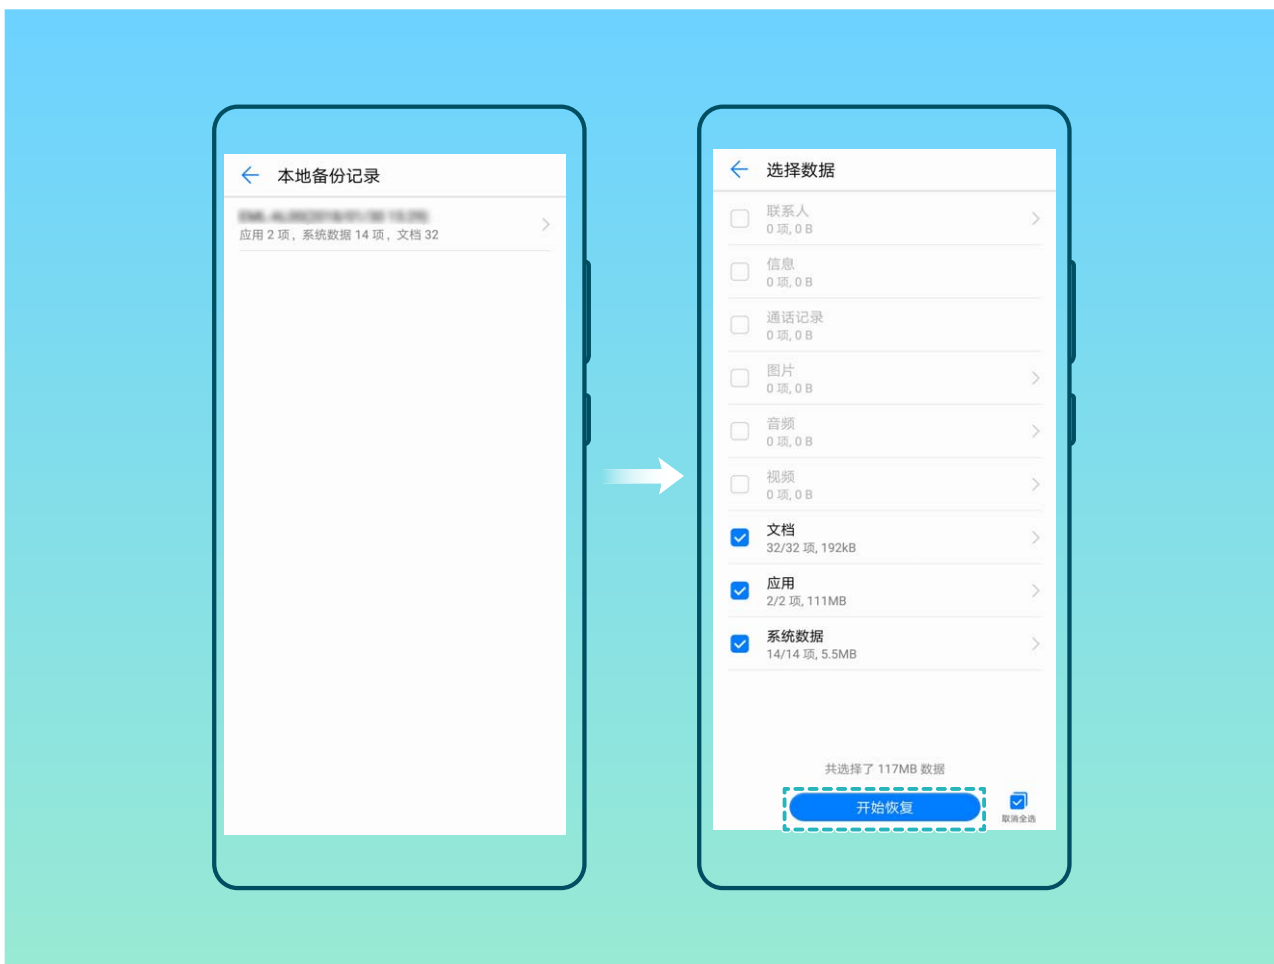 本地备份记录
应用 2 项，系统数据 14 项，文档 32
选择数据
联系人
0 项, 0 B
信息
0 项, 0 B
通话记录
0 项, 0 B
图片
0 项, 0 B
音频
0 项, 0 B
视频
0 项, 0 B
文档
32/32 项, 192kB
应用
2/2 项, 111MB
系统数据
14/14 项, 5.5MB
共选择了 117MB 数据
开始恢复
取消全选